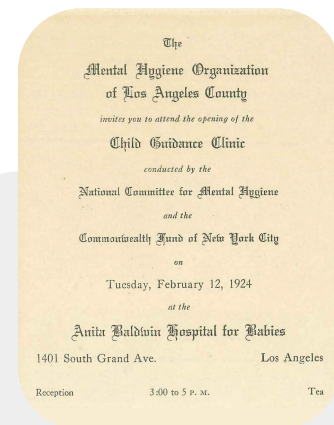 The
Mental Hygiene Organization
of Los Angeles County
invites you to attend the opening of the
Child Guidance Clinic
conducted by the
National Committee for Mental Hygiene
and the
Commonwealth Fund of New York City
on
Tuesday, February 12, 1924
at the
Anita Baldwin Hospital for Babies
1401 South Grand Ave. Los Angeles
Reception 3:00 to 5 P. M. Tea